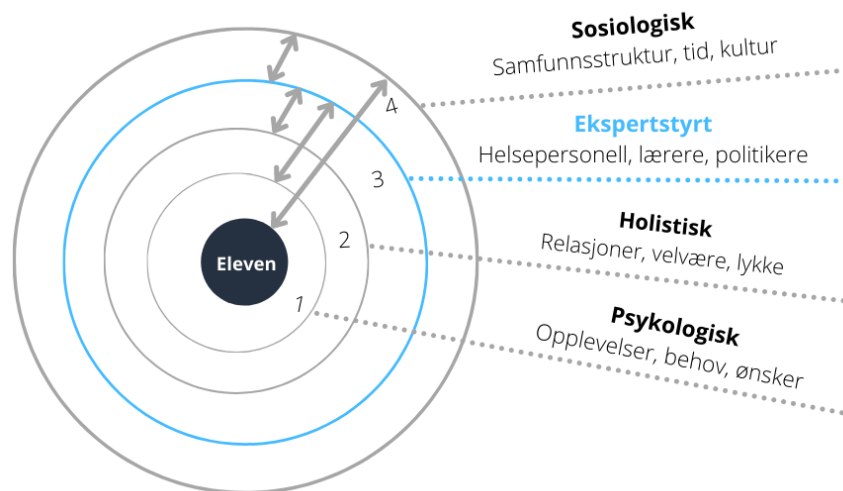 Sosiologisk
Samfunnsstruktur, tid, kultur
4
Ekspertstyrt
Helsepersonell, lærere, politikere
3
Holistisk
Relasjoner, velvære, lykke
2
Eleven
1
Psykologisk
Opplevelser, behov, ønsker